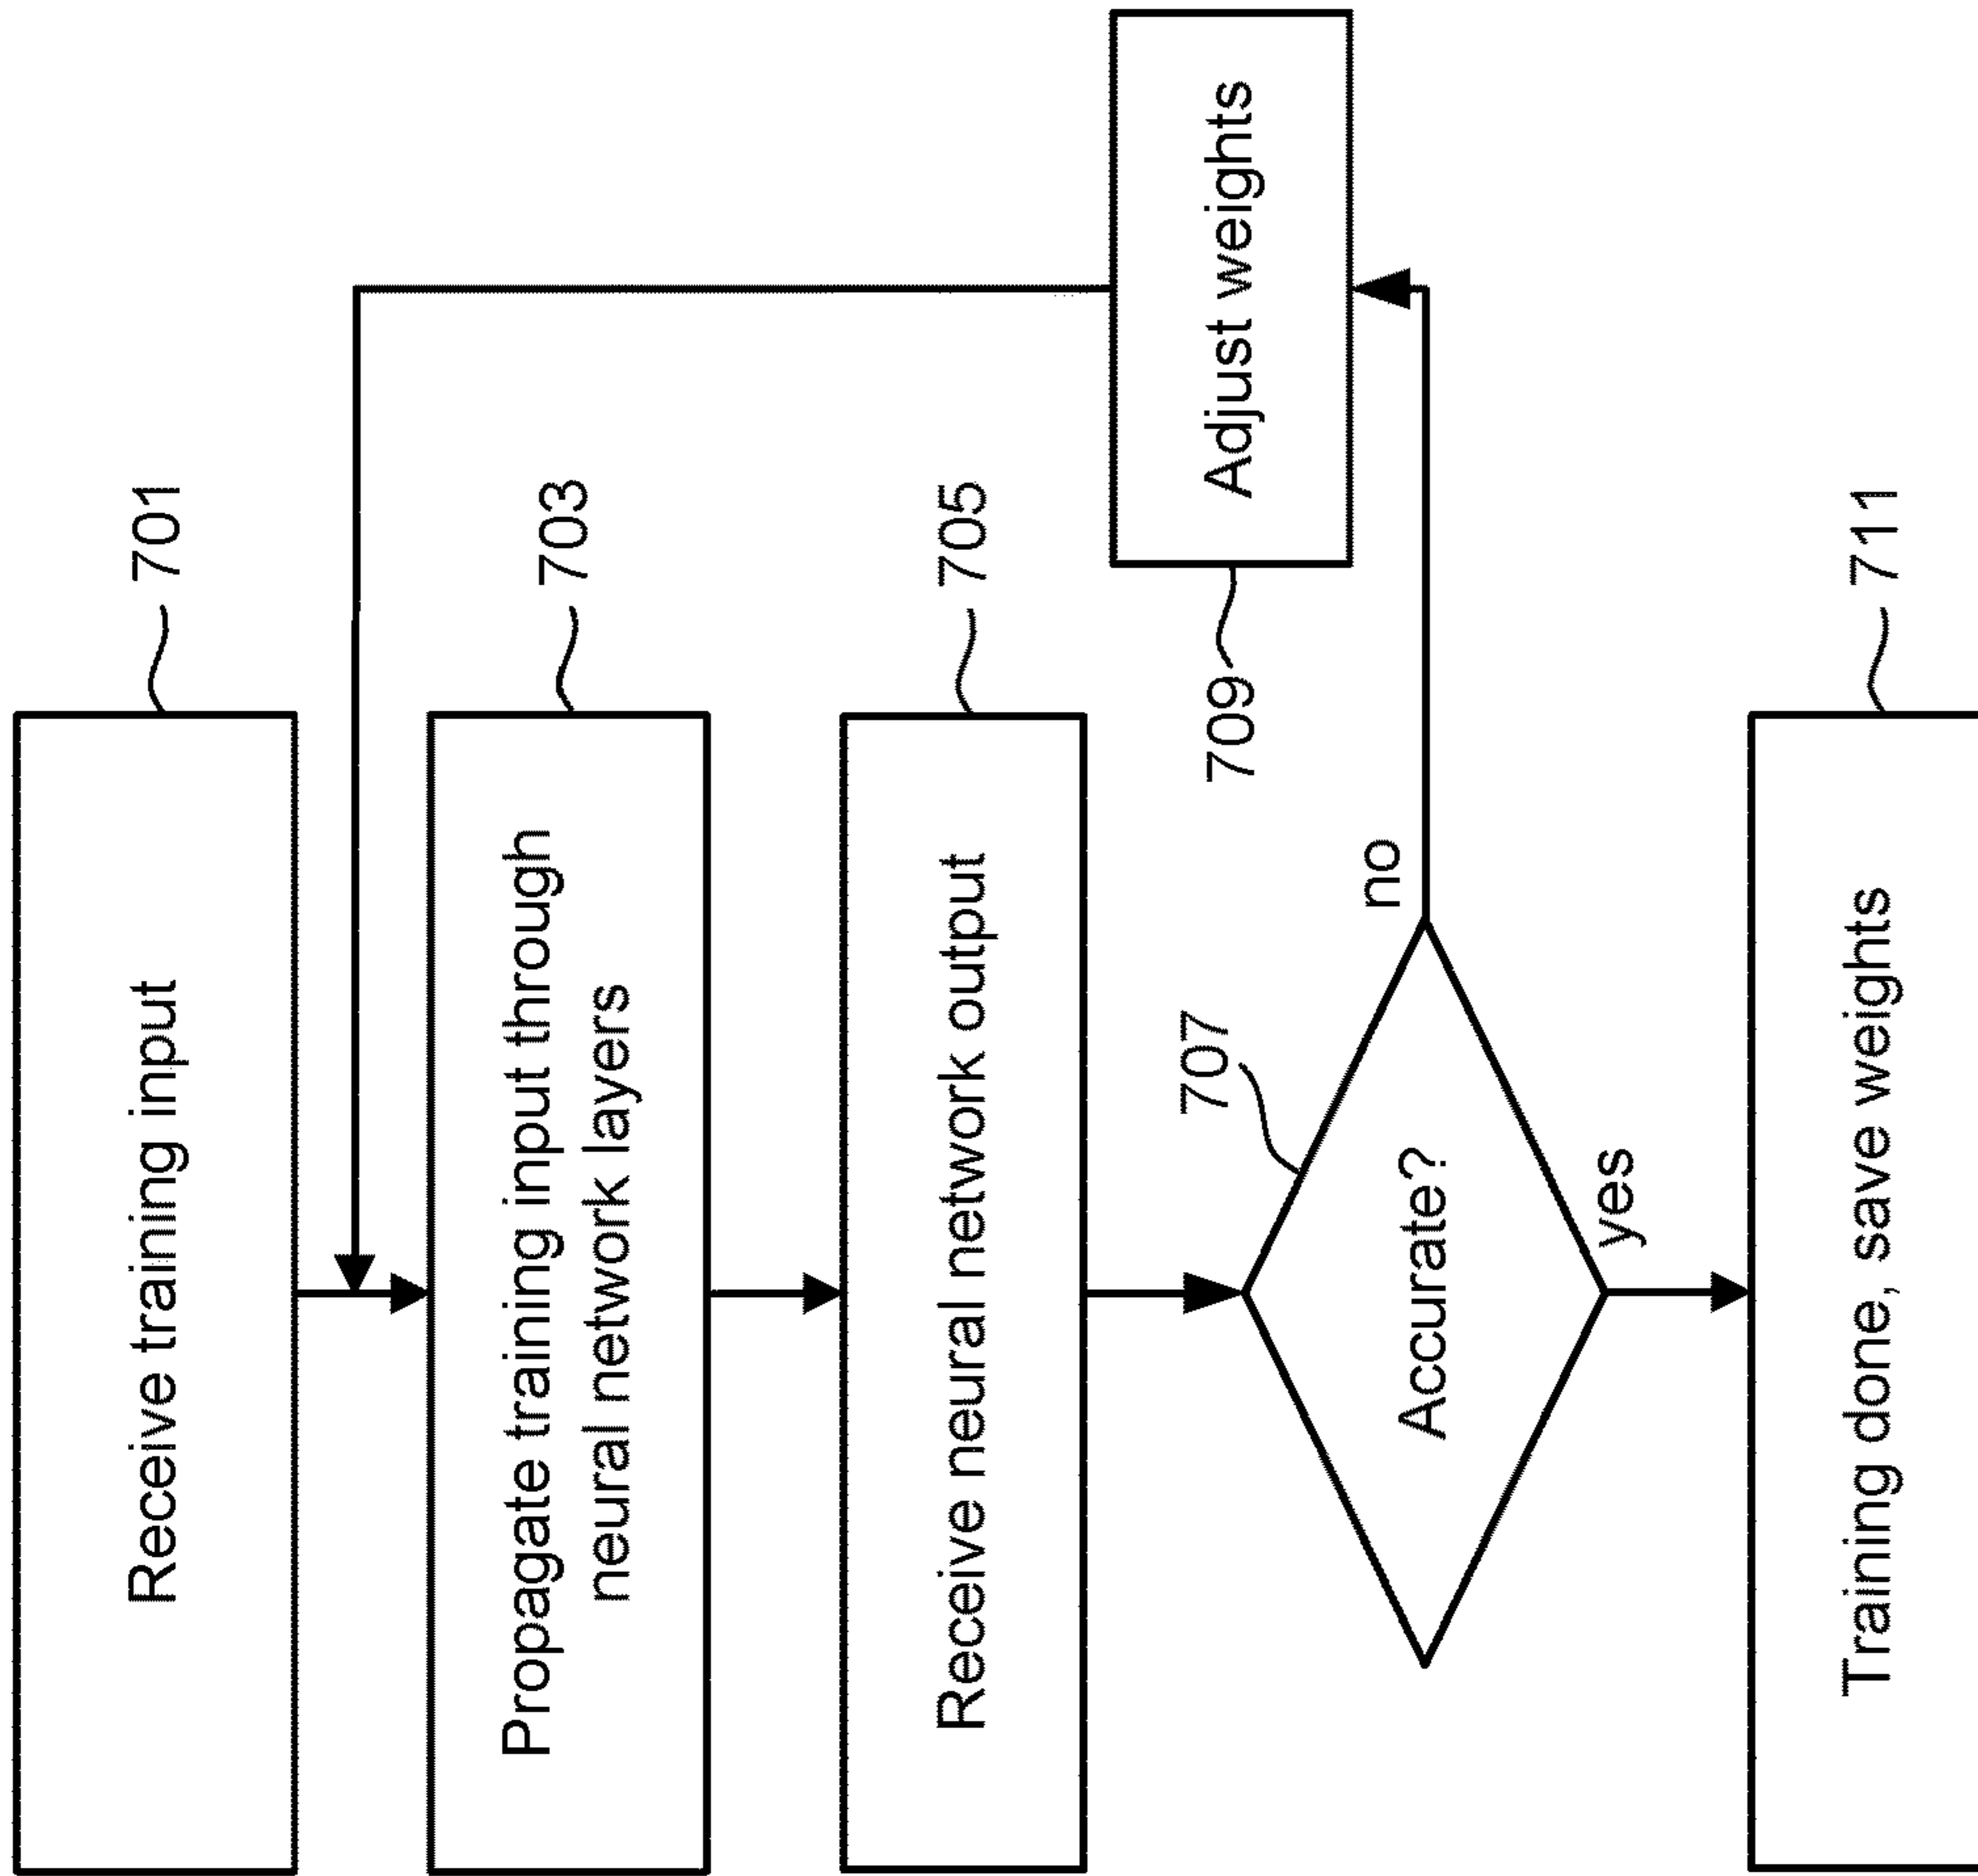 Receive training input
701
Propagate training input through
neural network layers
703
Receive neural network output
705
Accurate?
707
no
Adjust weights
709
yes
Training done, save weights
711